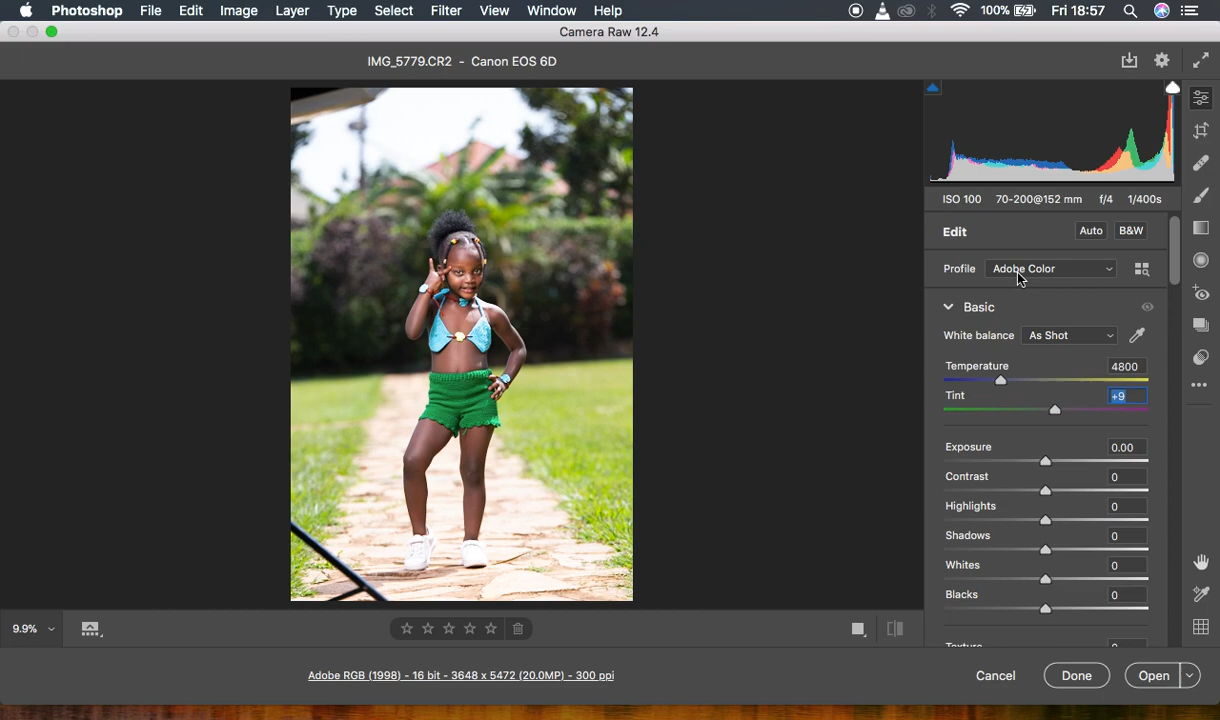 Photoshop File Edit Image Layer Type Select Filter View Window Help 100% Fri 18:57
Camera Raw 12.4
IMG_5779.CR2 - Canon EOS 6D
ISO 100 70-200@152 mm f/4 1/400s
Edit Auto B&W
Profile Adobe Color
Basic
White balance As Shot
Temperature 4800
Tint +9
Exposure 0.00
Contrast 0
Highlights 0
Shadows 0
Whites 0
Blacks 0
9.9%
Adobe RGB (1998) - 16 bit - 3648 x 5472 (20.0MP) - 300 ppi
Cancel Done Open